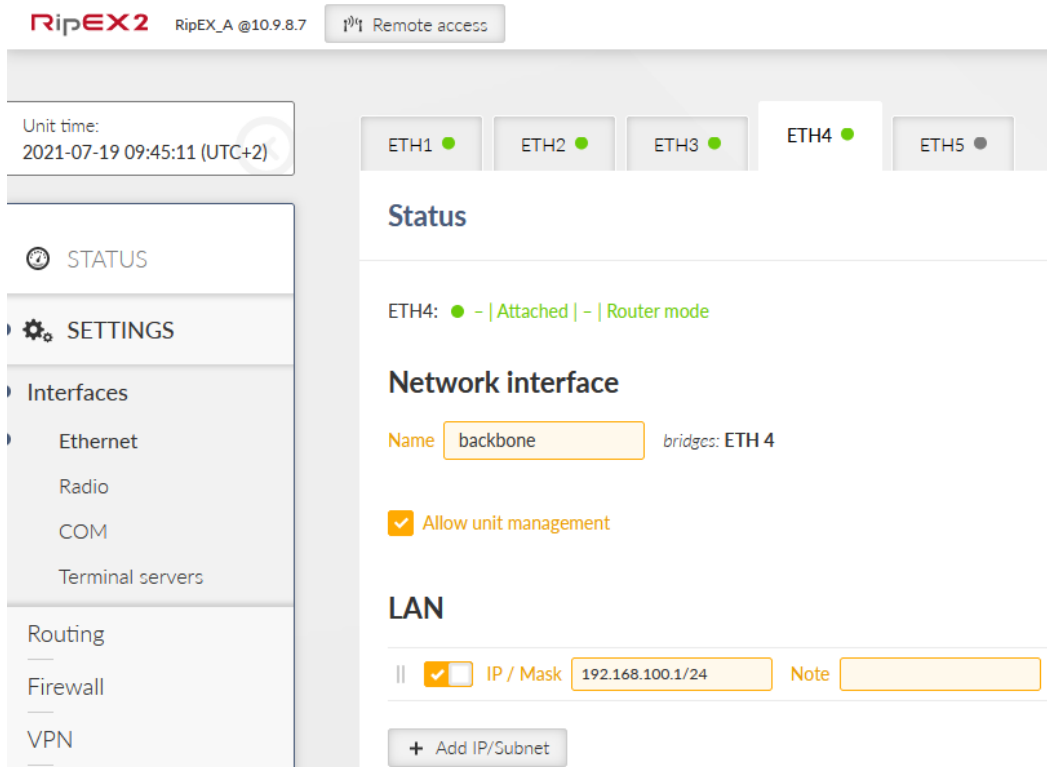 RipEX2 RipEX_A @10.9.8.7 Remote access
Unit time:
2021-07-19 09:45:11 (UTC+2)
ETH1 ETH2 ETH3 ETH4 ETH5
Status
STATUS
ETH4: – | Attached | – | Router mode
SETTINGS
Network interface
Interfaces
Name backbone bridges: ETH 4
Ethernet
Radio
Allow unit management
COM
Terminal servers
LAN
Routing
IP / Mask 192.168.100.1/24 Note
Firewall
VPN
+ Add IP/Subnet